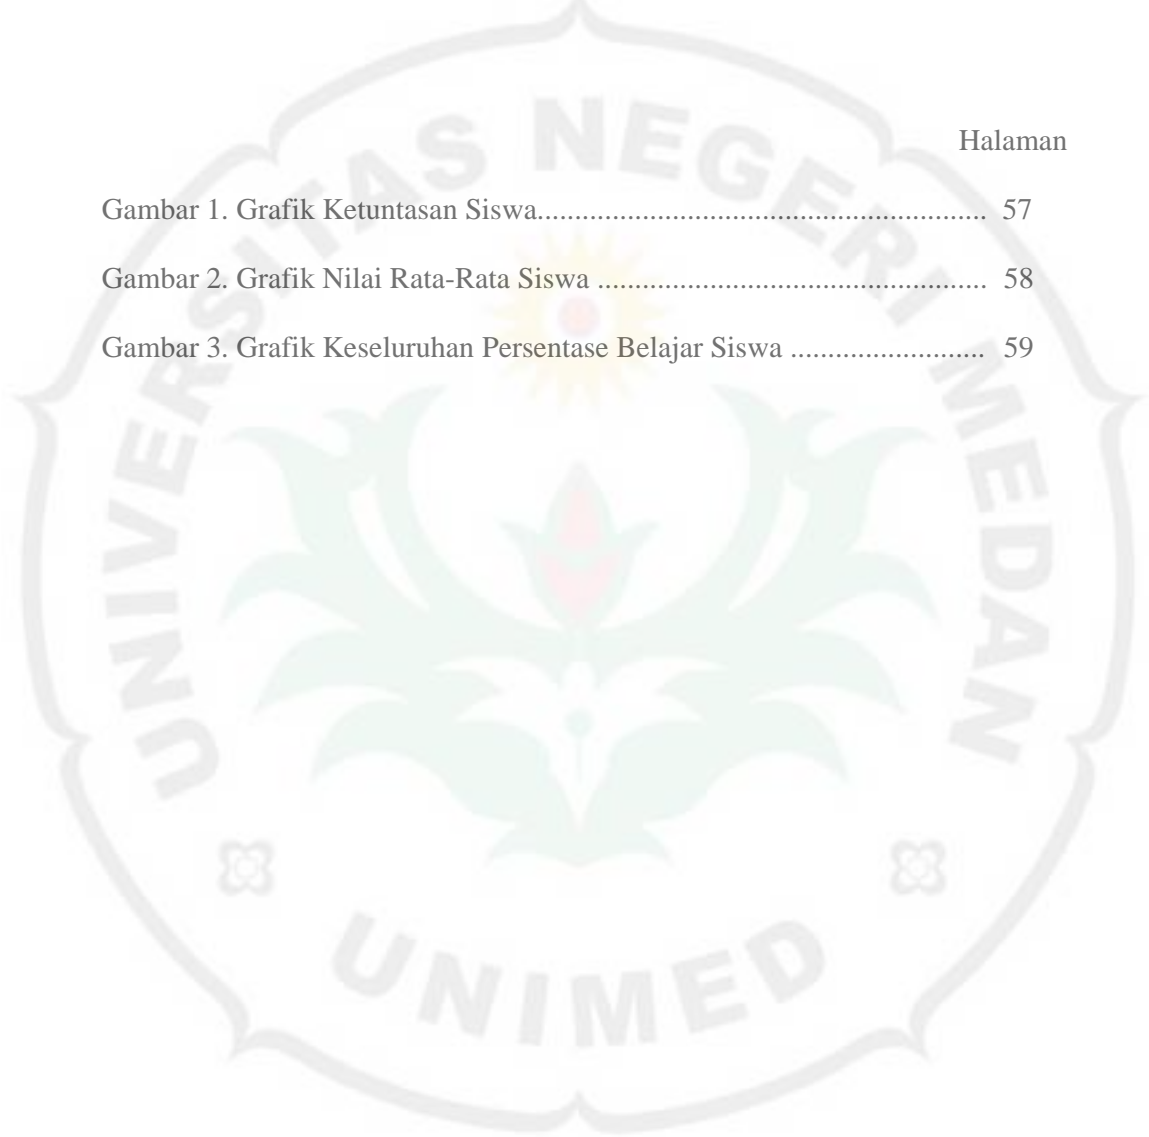 Halaman
Gambar 1. Grafik Ketuntasan Siswa................................................................ 57
Gambar 2. Grafik Nilai Rata-Rata Siswa ........................................................ 58
Gambar 3. Grafik Keseluruhan Persentase Belajar Siswa ......................... 59
UNIVERSITAS NEGERI MEDAN
UNIMED